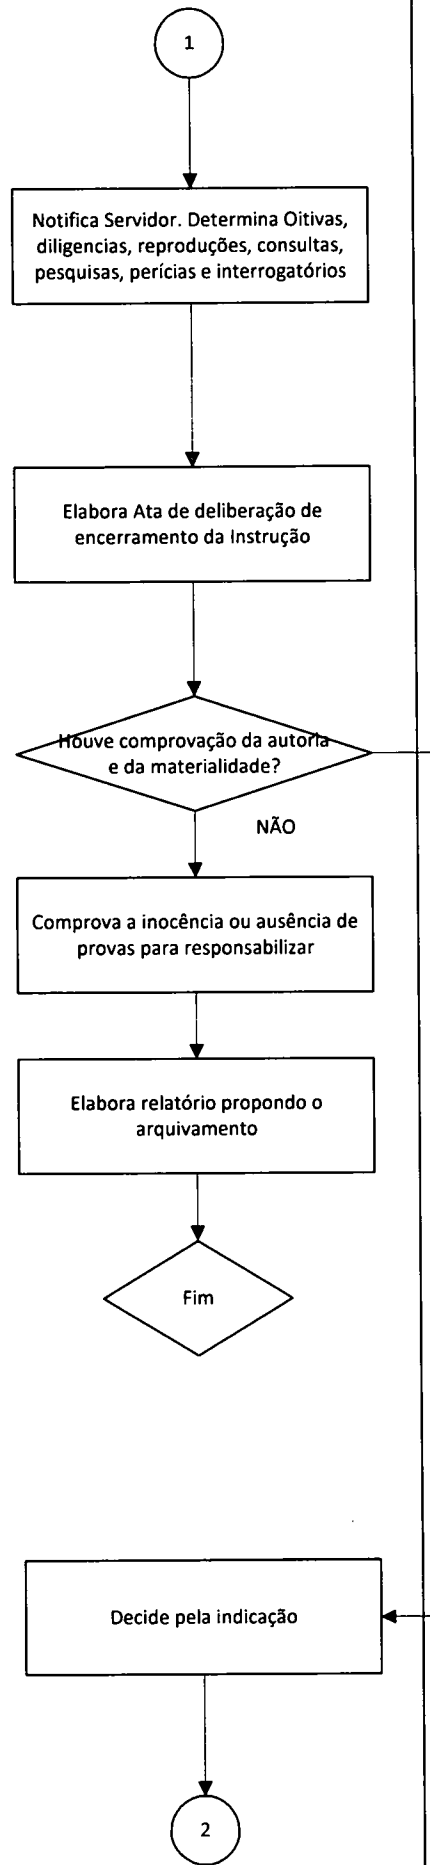 1
Notifica Servidor. Determina Oitivas,
diligencias, reproduções, consultas,
pesquisas, perícias e interrogatórios
Elabora Ata de deliberação de
encerramento da Instrução
Houve comprovação da autoria
e da materialidade?
NÃO
Comprova a inocência ou ausência de
provas para responsabilizar
Elabora relatório propondo o
arquivamento
Fim
Decide pela indicação
2